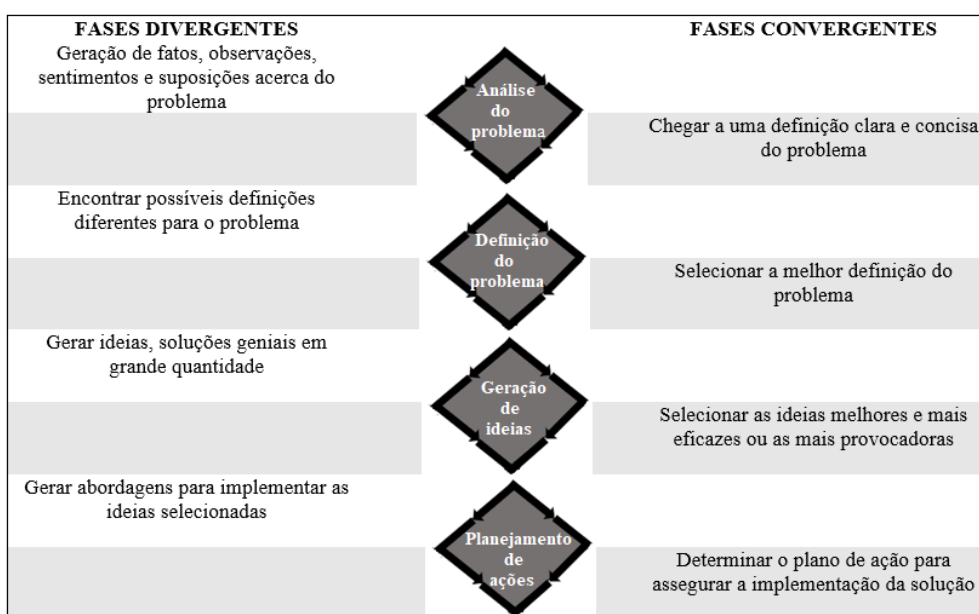 FASES DIVERGENTES
FASES CONVERGENTES
Geração de fatos, observações,
sentimentos e suposições acerca do
problema
Análise
do
problema
Chegar a uma definição clara e concisa
do problema
Encontrar possíveis definições
diferentes para o problema
Definição
do
problema
Selecionar a melhor definição do
problema
Gerar ideias, soluções geniais em
grande quantidade
Geração
de
ideias
Selecionar as ideias melhores e mais
eficazes ou as mais provocadoras
Gerar abordagens para implementar as
ideias selecionadas
Planejamento
de
ações
Determinar o plano de ação para
assegurar a implementação da solução